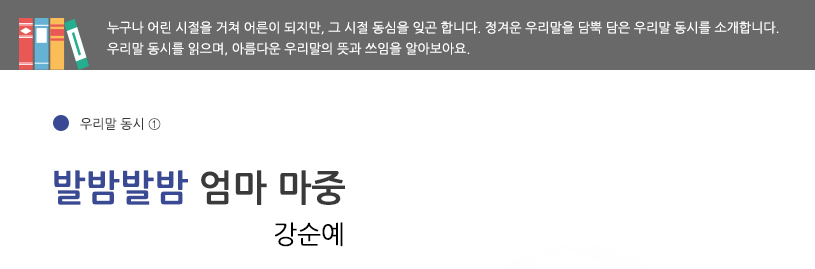 누구나 어린 시절을 거쳐 어른이 되지만, 그 시절 동심을 잊곤 합니다. 정겨운 우리말을 담뿍 담은 우리말 동시를 소개합니다.
우리말 동시를 읽으며, 아름다운 우리말의 뜻과 쓰임을 알아보아요.
우리말 동시 ①
발밤발밤 엄마 마중
강순예